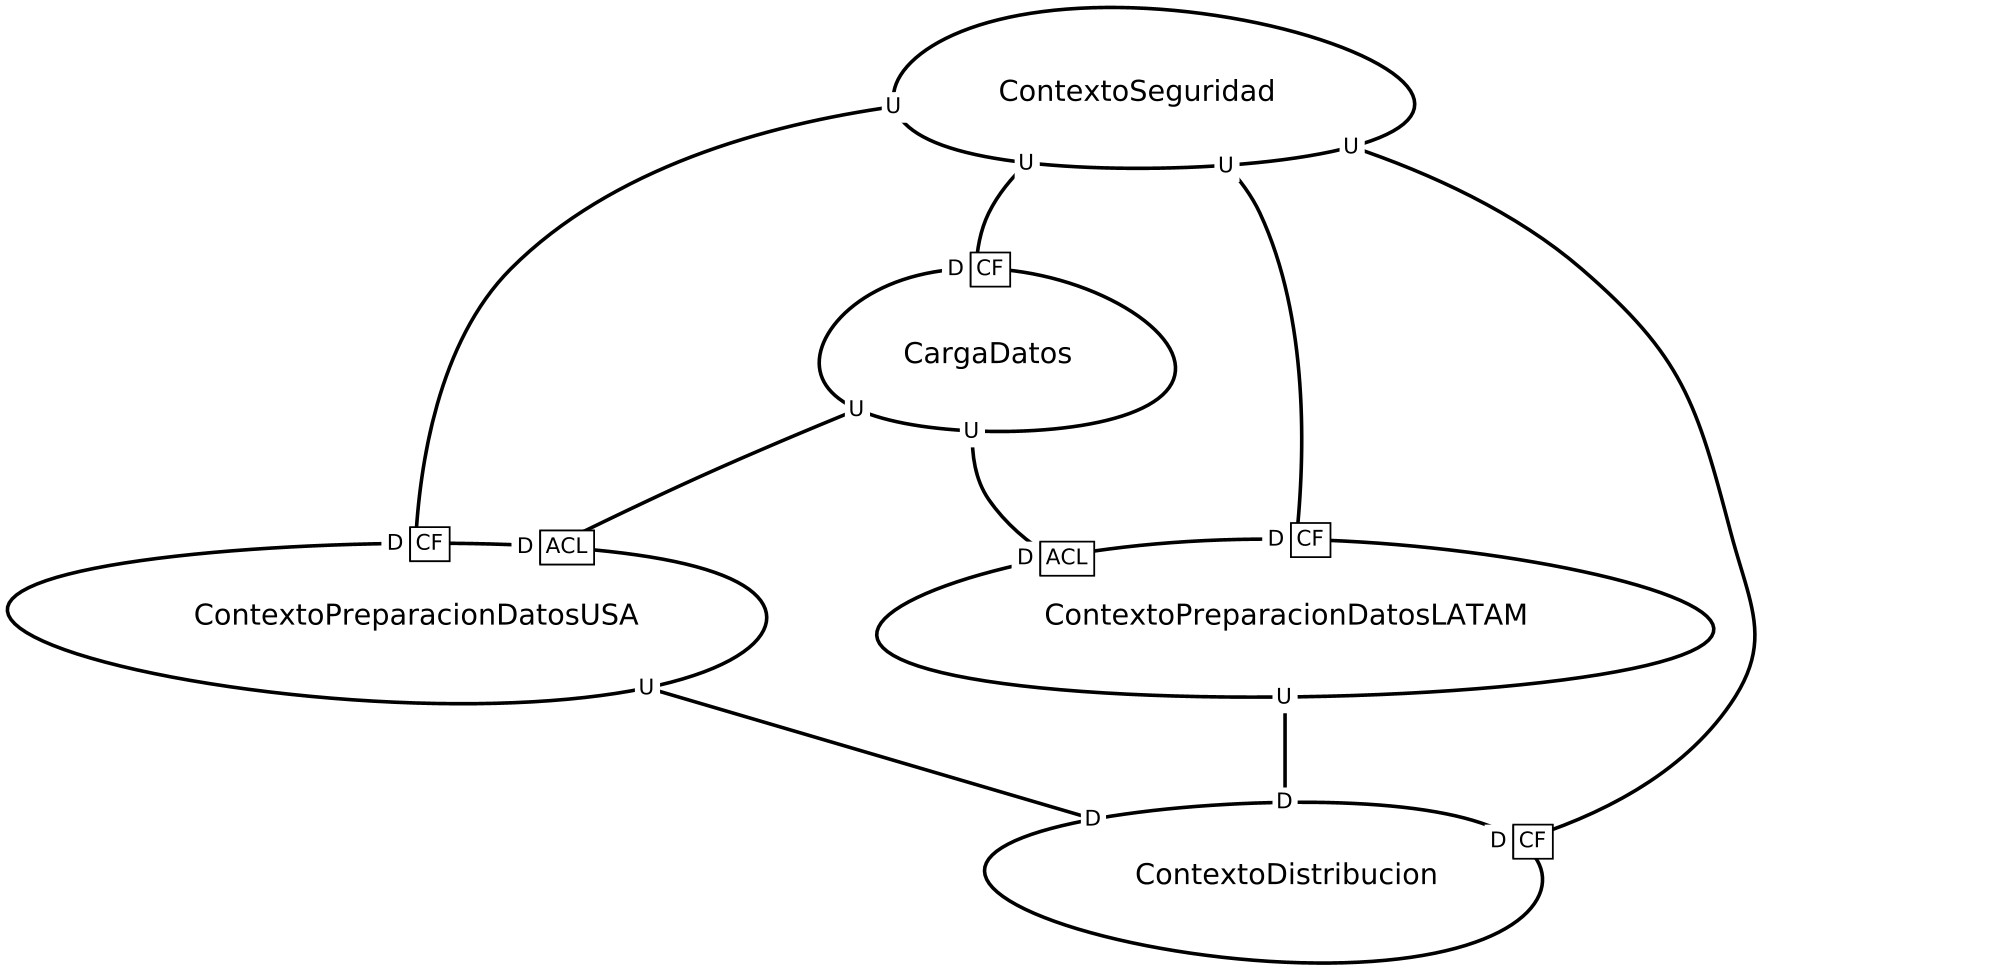 ContextoSeguridad
U
U
U
U
D CF
CargaDatos
U
U
D CF
D ACL
D ACL
D CF
ContextoPreparacionDatosUSA
ContextoPreparacionDatosLATAM
U
U
D
D
D CF
ContextoDistribucion